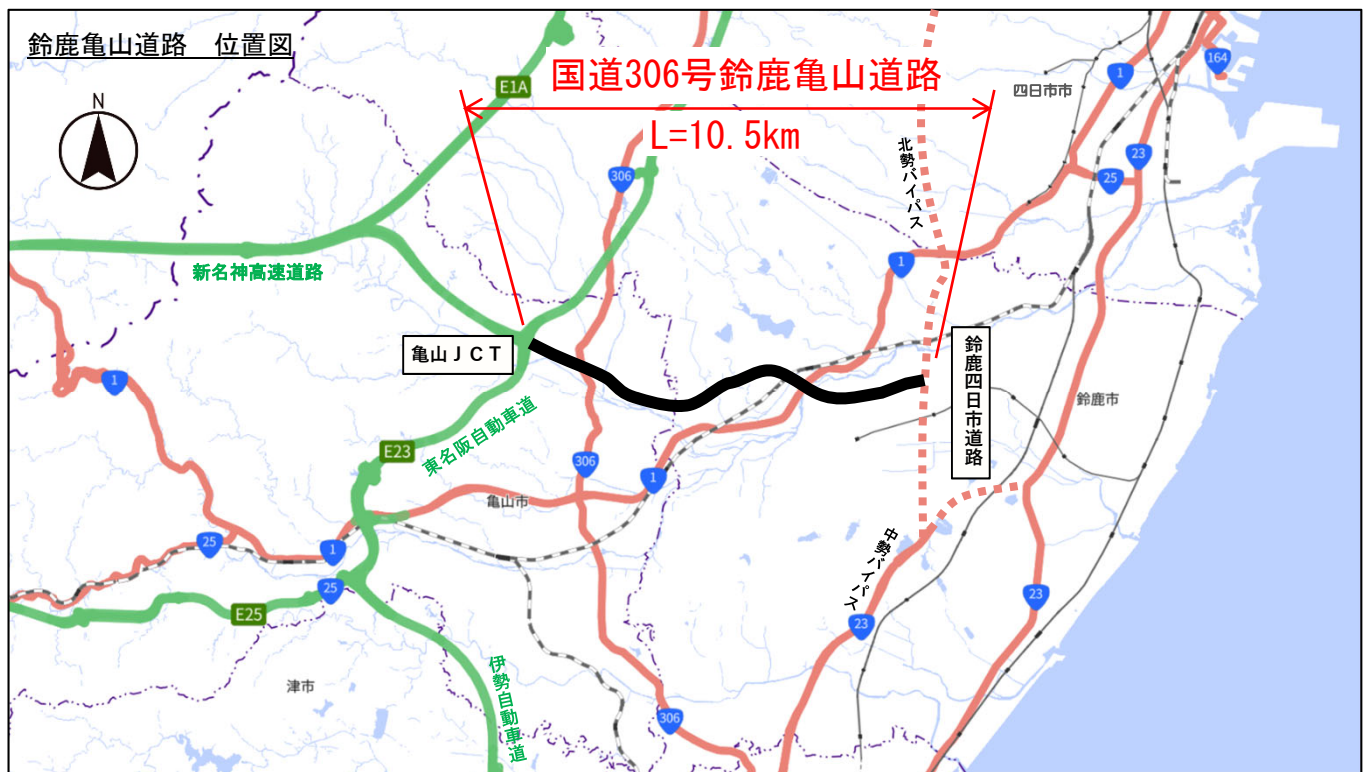 鈴鹿亀山道路　位置図
国道306号鈴鹿亀山道路
L=10.5km
N
E1A
164
1
四日市市
23
25
北勢バイパス
306
1
新名神高速道路
亀山ＪＣＴ
鈴鹿四日市道路
鈴鹿市
1
東名阪自動車道
E23
306
1
亀山市
25
1
中勢バイパス
25
E25
23
23
伊勢自動車道
津市
306